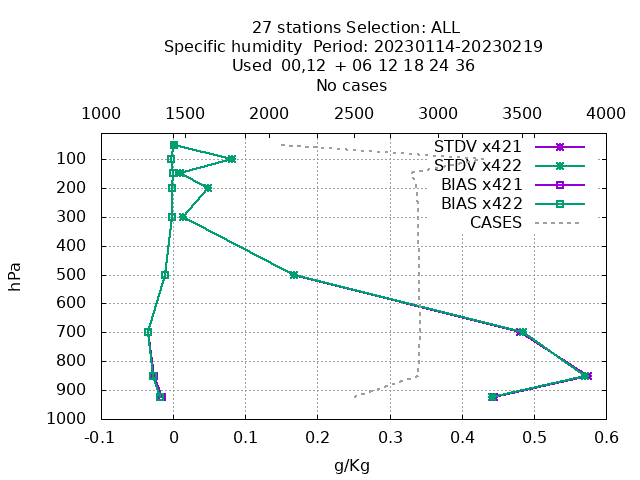 27 stations Selection: ALL
Specific humidity  Period: 20230114-20230219
Used  00,12  + 06 12 18 24 36
No cases
1000 1500 2000 2500 3000 3500 4000
STDV x421
STDV x422
BIAS x421
BIAS x422
CASES
hPa
100
200
300
400
500
600
700
800
900
1000
-0.1 0 0.1 0.2 0.3 0.4 0.5 0.6
g/Kg